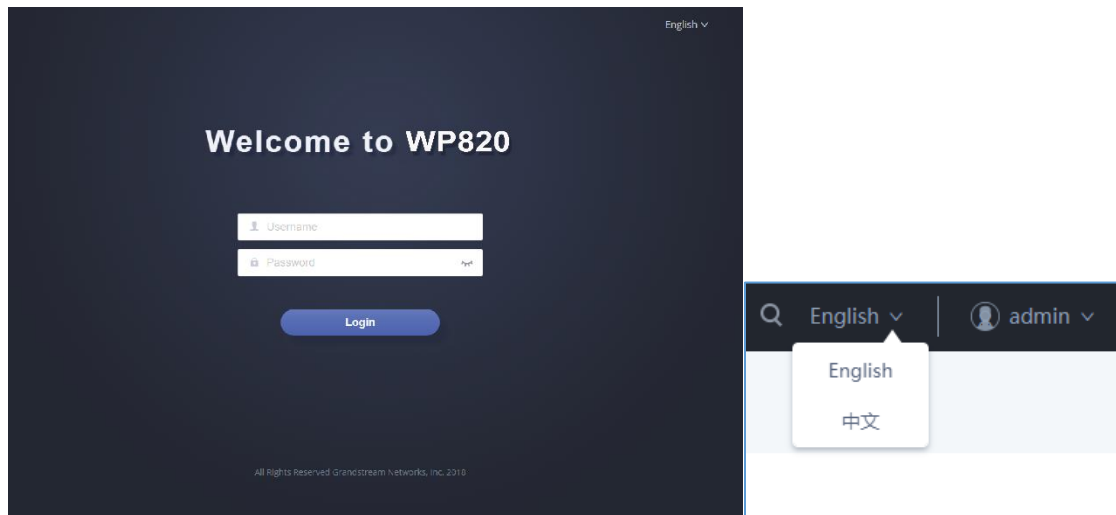 English
Welcome to WP820
Username
Password
Login
All Rights Reserved Grandstream Networks, Inc. 2018
English
admin
English
中文